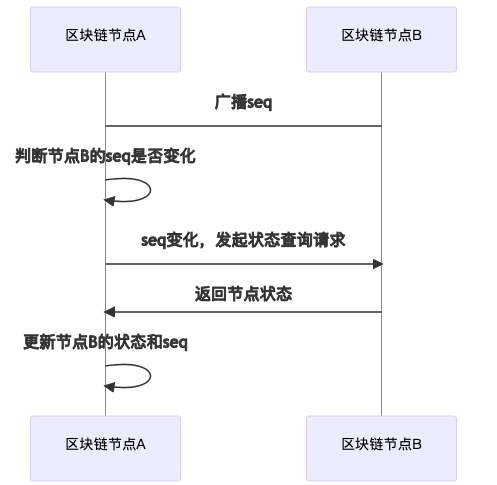 区块链节点A
区块链节点B
广播seq
判断节点B的seq是否变化
seq变化，发起状态查询请求
返回节点状态
更新节点B的状态和seq
区块链节点A
区块链节点B